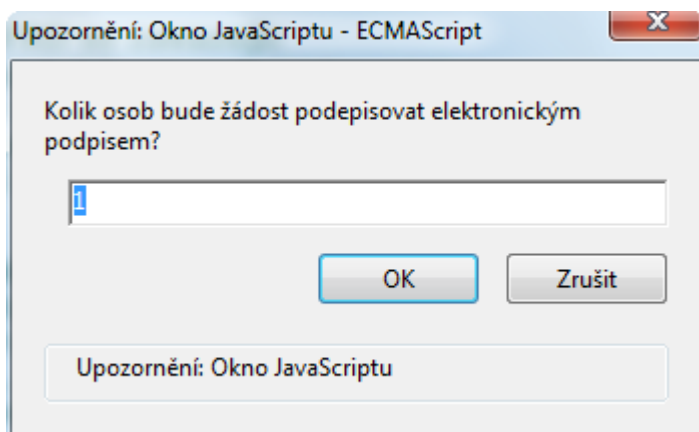 Upozornění: Okno JavaScriptu - ECMAScript
Kolik osob bude žádost podepisovat elektronickým
podpisem?
1
OK Zrušit
Upozornění: Okno JavaScriptu